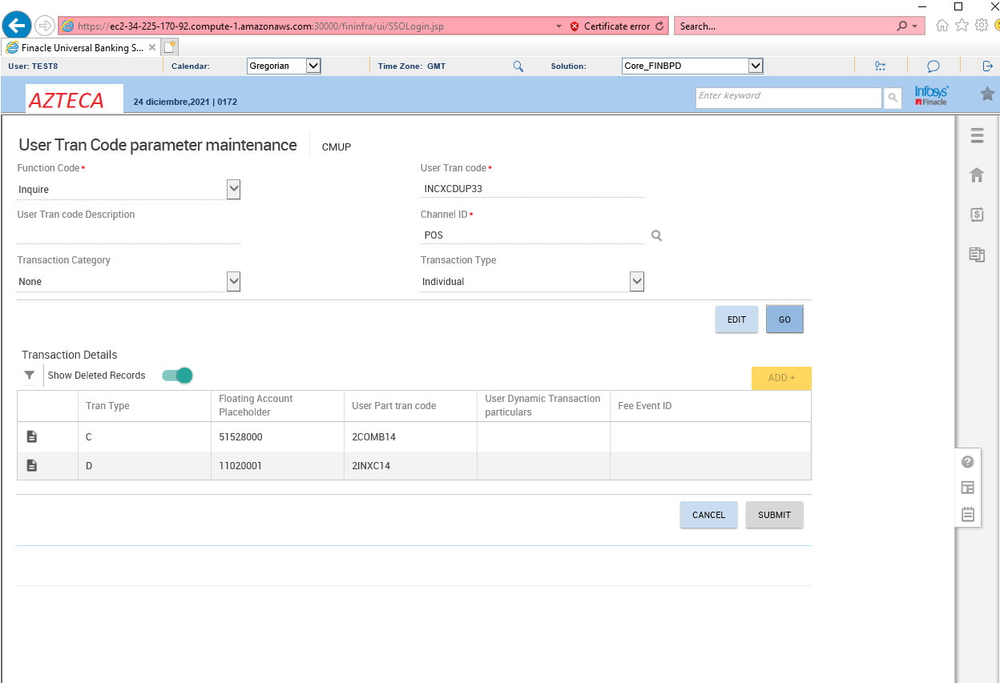 https://ec2-34-225-170-92.compute-1.amazonaws.com:30000/fininfra/ui/SSOLogin.jsp Certificate error Search...
Finacle Universal Banking S...
User: TEST8 Calendar: Gregorian Time Zone: GMT Solution: Core_FINBPD
AZTECA 24 diciembre,2021 | 0172 Enter keyword Infosys Finacle
User Tran Code parameter maintenance CMUP
Function Code* User Tran code*
Inquire INCXCDUP33
User Tran code Description Channel ID*
POS
Transaction Category Transaction Type
None Individual
EDIT GO
Transaction Details
Show Deleted Records ADD +
Tran Type Floating Account Placeholder User Part tran code User Dynamic Transaction particulars Fee Event ID
C 51528000 2COMB14
D 11020001 2INXC14
CANCEL SUBMIT